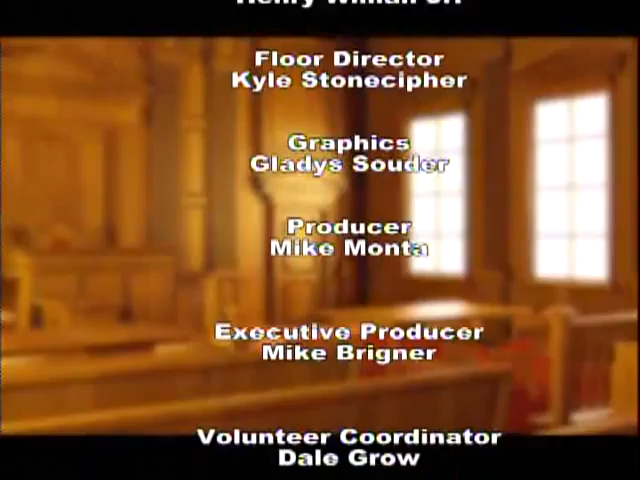 Floor Director
Kyle Stonecipher
Graphics
Gladys Souder
Producer
Mike Monta
Executive Producer
Mike Brigner
Volunteer Coordinator
Dale Grow